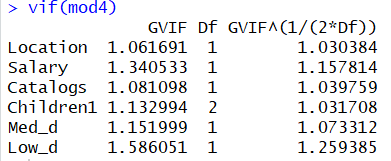 > vif(mod4)
GVIF Df GVIF^(1/(2*Df))
Location 1.061691 1 1.030384
Salary 1.340533 1 1.157814
Catalogs 1.081098 1 1.039759
Children1 1.132994 2 1.031708
Med_d 1.151999 1 1.073312
Low_d 1.586051 1 1.259385